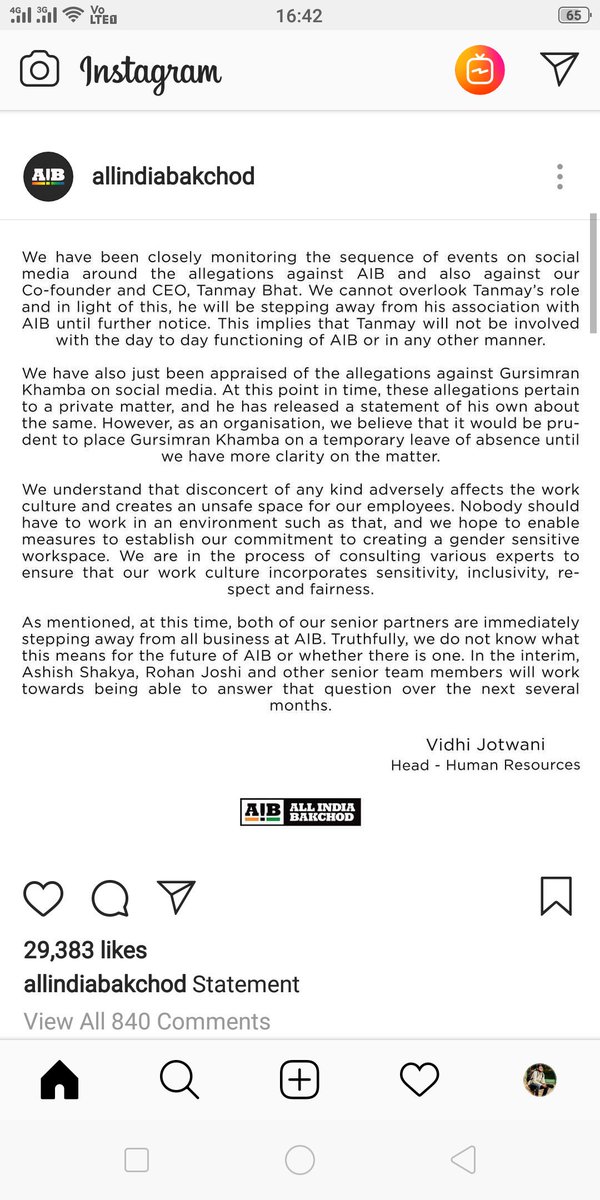 4G 3G Vo LTE 1 16:42 65
Instagram
A!B allindiabakchod
We have been closely monitoring the sequence of events on social
media around the allegations against AIB and also against our
Co-founder and CEO, Tanmay Bhat. We cannot overlook Tanmay’s role
and in light of this, he will be stepping away from his association with
AIB until further notice. This implies that Tanmay will not be involved
with the day to day functioning of AIB or in any other manner.
We have also just been appraised of the allegations against Gursimran
Khamba on social media. At this point in time, these allegations pertain
to a private matter, and he has released a statement of his own about
the same. However, as an organisation, we believe that it would be pru-
dent to place Gursimran Khamba on a temporary leave of absence until
we have more clarity on the matter.
We understand that disconcert of any kind adversely affects the work
culture and creates an unsafe space for our employees. Nobody should
have to work in an environment such as that, and we hope to enable
measures to establish our commitment to creating a gender sensitive
workspace. We are in the process of consulting various experts to
ensure that our work culture incorporates sensitivity, inclusivity, re-
spect and fairness.
As mentioned, at this time, both of our senior partners are immediately
stepping away from all business at AIB. Truthfully, we do not know what
this means for the future of AIB or whether there is one. In the interim,
Ashish Shakya, Rohan Joshi and other senior team members will work
towards being able to answer that question over the next several
months.
Vidhi Jotwani
Head - Human Resources
A!B ALL INDIA
BAKCHOD
29,383 likes
allindiabakchod Statement
View All 840 Comments